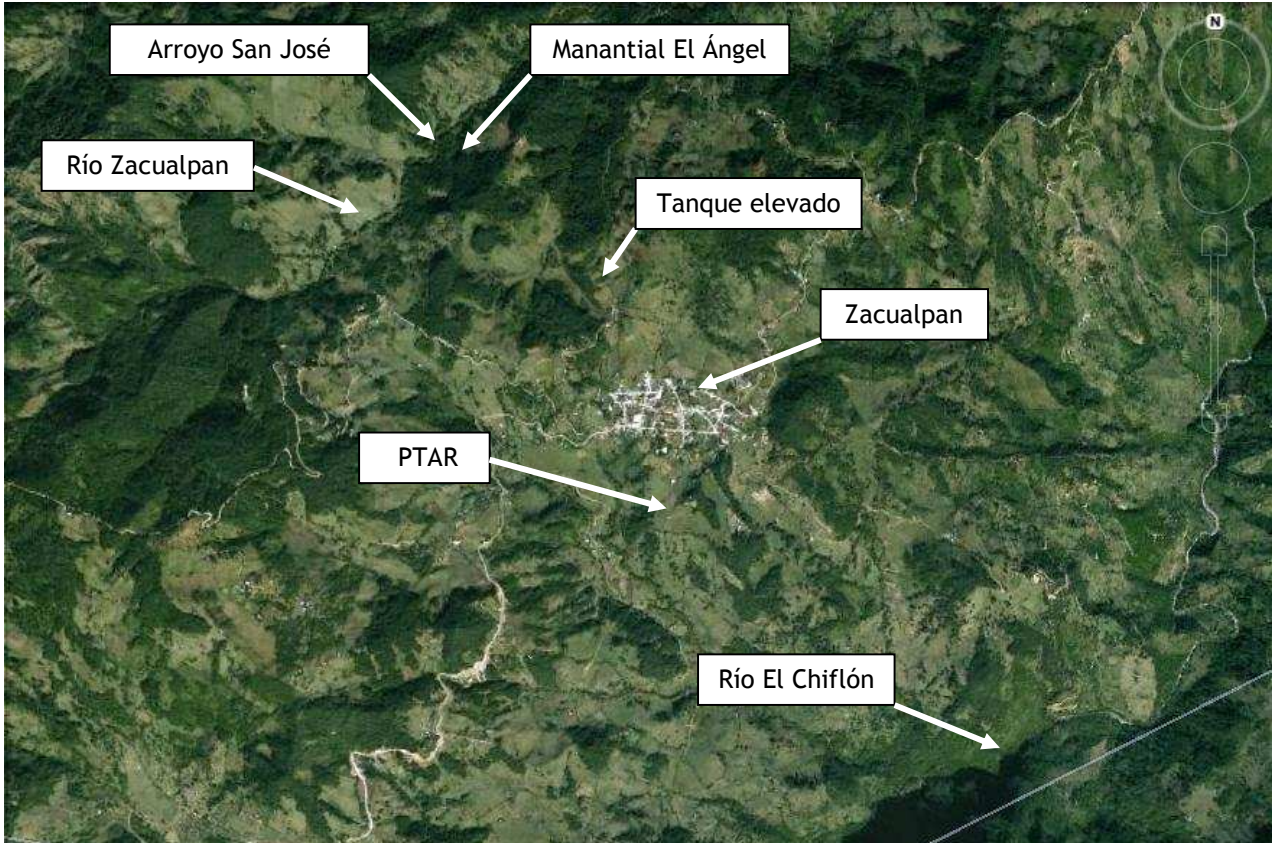 N
Arroyo San José
Manantial El Ángel
Río Zacualpan
Tanque elevado
Zacualpan
PTAR
Río El Chiflón